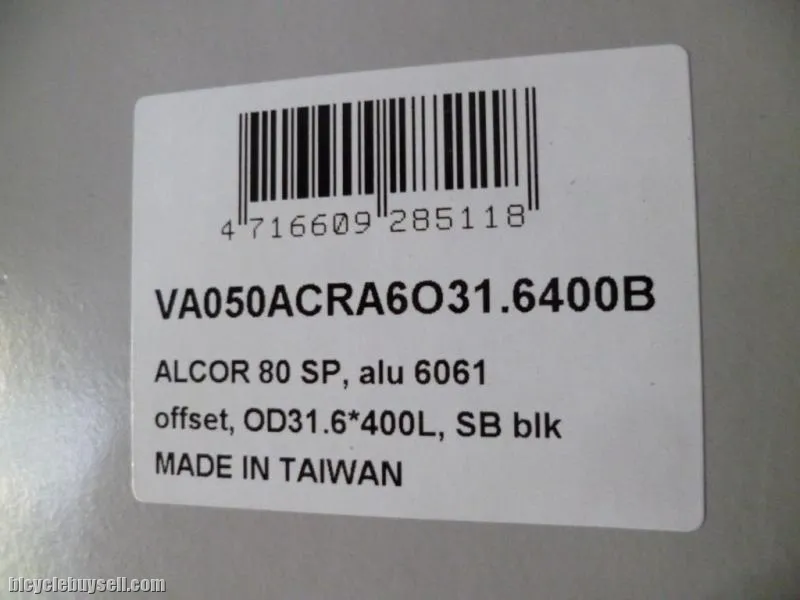 4 716609 285118
VA050ACRA6O31.6400B
ALCOR 80 SP, alu 6061
offset, OD31.6*400L, SB blk
MADE IN TAIWAN
bicyclebuysell.com